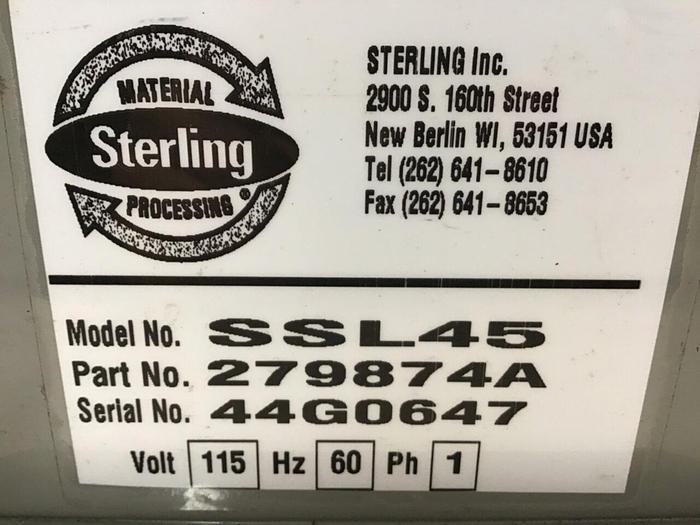 MATERIAL
Sterling
PROCESSING®
STERLING Inc.
2900 S. 160th Street
New Berlin WI, 53151 USA
Tel (262) 641-8610
Fax (262) 641-8653
Model No. SSL45
Part No. 279874A
Serial No. 44G0647
Volt 115 Hz 60 Ph 1